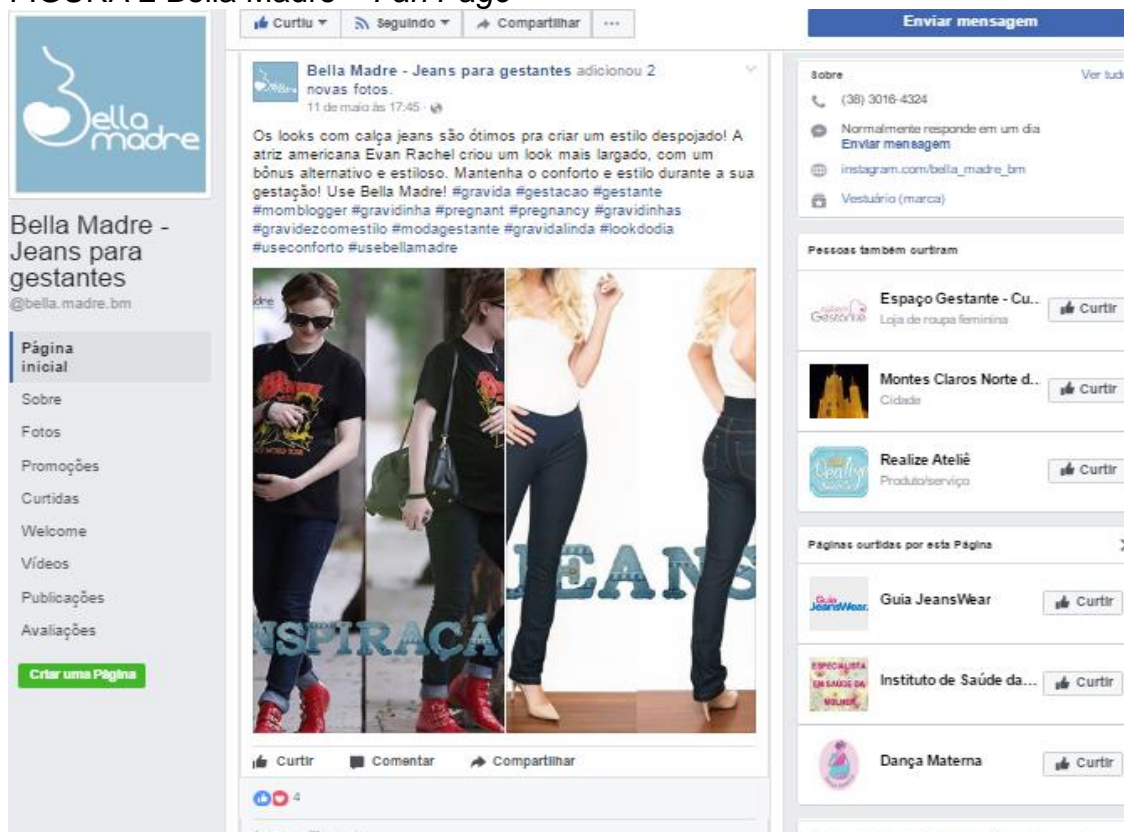 FIGURA 2 Bella Madre – Fan Page
Curtiu
Seguindo
Compartilhar
Enviar mensagem
Bella madre
Bella Madre -
Jeans para
gestantes
@bella.madre.bm
Página
inicial
Sobre
Fotos
Promoções
Curtidas
Welcome
Vídeos
Publicações
Avaliações
Criar uma Página
Bella Madre - Jeans para gestantes adicionou 2
novas fotos.
11 de maio às 17:45
Os looks com calça jeans são ótimos pra criar um estilo despojado! A
atriz americana Evan Rachel criou um look mais largado, com um
bônus alternativo e estiloso. Mantenha o conforto e estilo durante a sua
gestação! Use Bella Madre! #gravida #gestacao #gestante
#momblogger #gravidinha #pregnant #pregnancy #gravidinhas
#gravidezcomestilo #modagestante #gravidalinda #lookdodia
#useconforto #usebellamadre
NSPIRAÇÃ
JEANS
Curtir
Comentar
Compartilhar
4
Sobre
Ver tudo
(38) 3016-4324
Normalmente responde em um dia
Enviar mensagem
instagram.com/bella_madre_bm
Vestuário (marca)
Pessoas também curtiram
Espaço Gestante - Cu...
Loja de roupa feminina
Curtir
Montes Claros Norte d...
Cidade
Curtir
Realize Ateliê
Produto/serviço
Curtir
Páginas curtidas por esta Página
Guia JeansWear
Curtir
ESPECIALISTA
EM SAÚDE DA
MULHER
Instituto de Saúde da...
Curtir
Dança Materna
Curtir